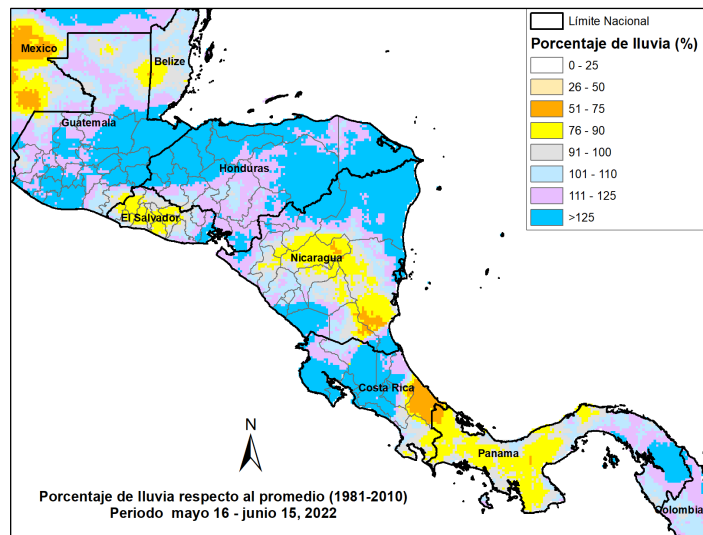 Mexico
Belize
Guatemala
Honduras
El Salvador
Nicaragua
Costa Rica
Panama
Colombia
Límite Nacional
Porcentaje de lluvia (%)
0 - 25
26 - 50
51 - 75
76 - 90
91 - 100
101 - 110
111 - 125
>125
N
Porcentaje de lluvia respecto al promedio (1981-2010)
Periodo mayo 16 - junio 15, 2022